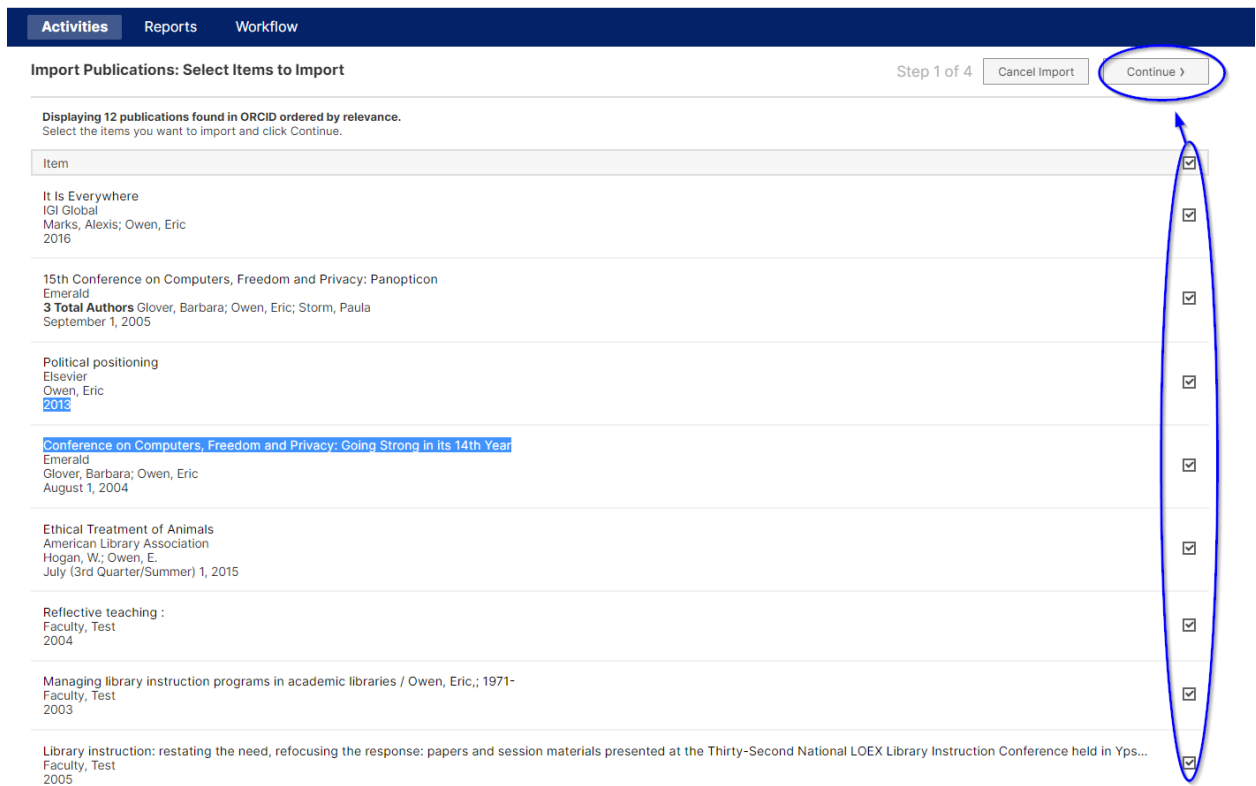 Activities Reports Workflow
Import Publications: Select Items to Import Step 1 of 4 Cancel Import Continue ›
Displaying 12 publications found in ORCID ordered by relevance.
Select the items you want to import and click Continue.
Item
It Is Everywhere
IGI Global
Marks, Alexis; Owen, Eric
2016
15th Conference on Computers, Freedom and Privacy: Panopticon
Emerald
3 Total Authors Glover, Barbara; Owen, Eric; Storm, Paula
September 1, 2005
Political positioning
Elsevier
Owen, Eric
2013
Conference on Computers, Freedom and Privacy: Going Strong in its 14th Year
Emerald
Glover, Barbara; Owen, Eric
August 1, 2004
Ethical Treatment of Animals
American Library Association
Hogan, W.; Owen, E.
July (3rd Quarter/Summer) 1, 2015
Reflective teaching :
Faculty, Test
2004
Managing library instruction programs in academic libraries / Owen, Eric,; 1971-
Faculty, Test
2003
Library instruction: restating the need, refocusing the response: papers and session materials presented at the Thirty-Second National LOEX Library Instruction Conference held in Yps...
Faculty, Test
2005